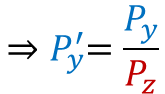 ⇒ P'_y = P_y / P_z